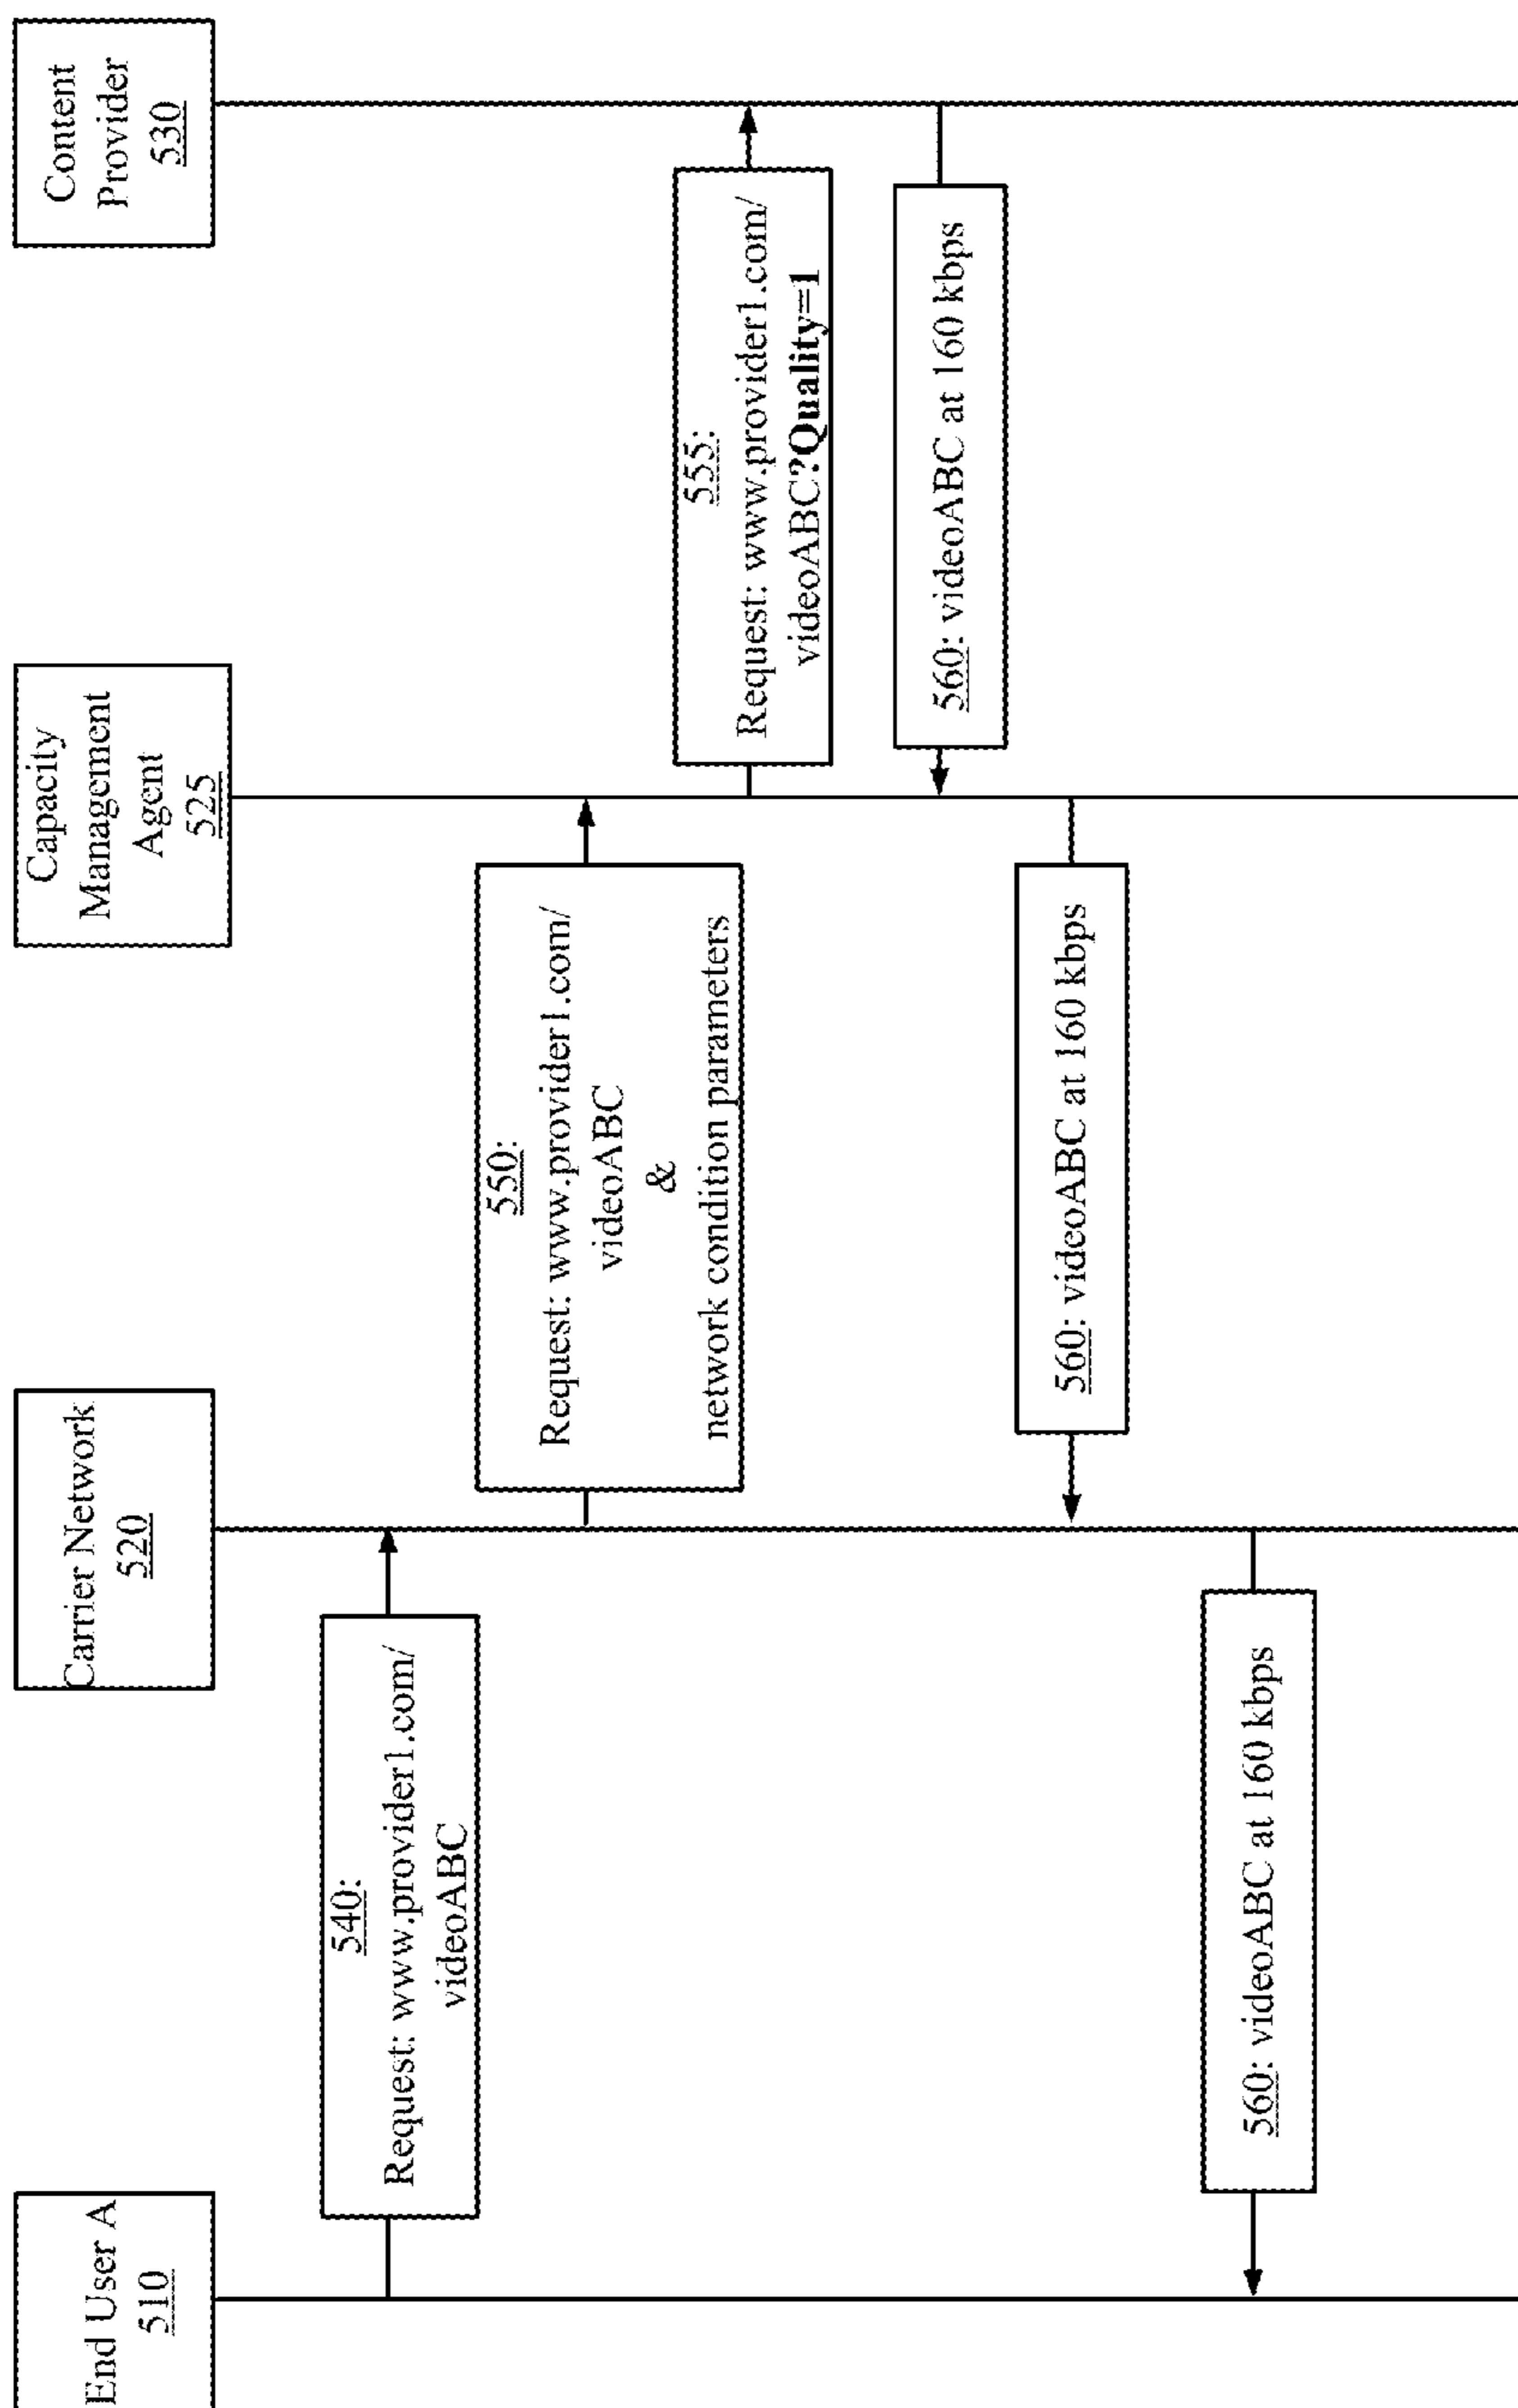 End User A
510
Carrier Network
520
Capacity
Management
Agent
525
Content
Provider
530
540:
Request: www.provider1.com/
videoABC
550:
Request: www.provider1.com/
videoABC
&
network condition parameters
555:
Request: www.provider1.com/
videoABC?Quality=1
560: videoABC at 160 kbps
560: videoABC at 160 kbps
560: videoABC at 160 kbps